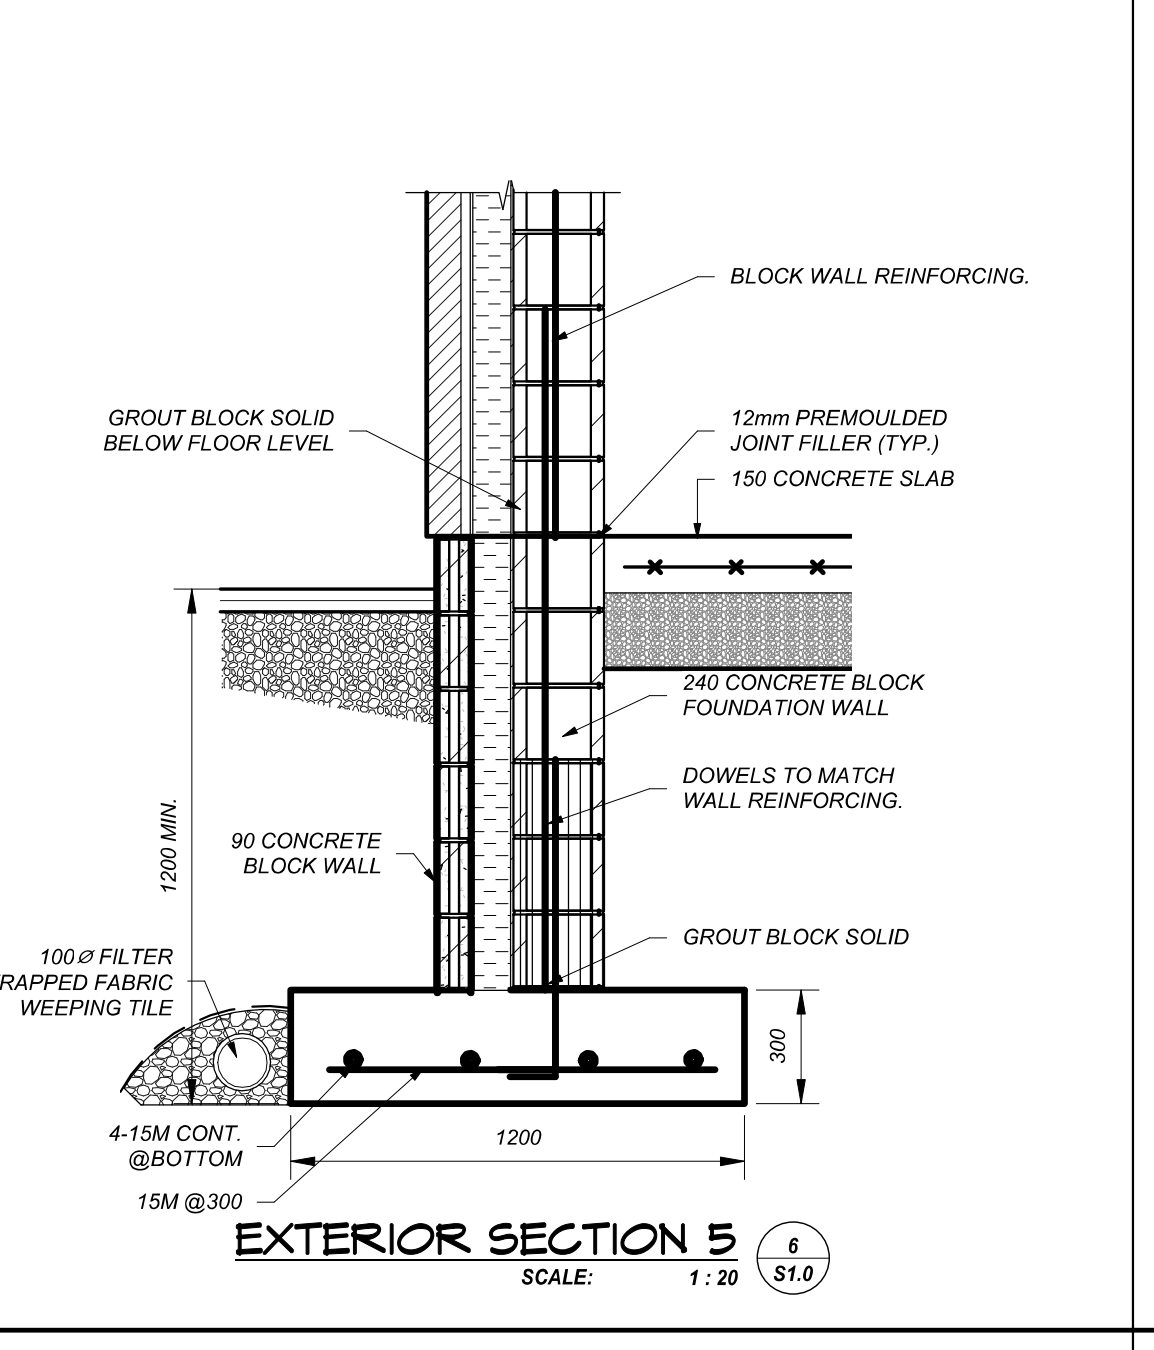 BLOCK WALL REINFORCING.
GROUT BLOCK SOLID
BELOW FLOOR LEVEL
12mm PREMOULDED
JOINT FILLER (TYP.)
150 CONCRETE SLAB
240 CONCRETE BLOCK
FOUNDATION WALL
DOWELS TO MATCH
WALL REINFORCING.
1200 MIN.
90 CONCRETE
BLOCK WALL
GROUT BLOCK SOLID
100⌀ FILTER
RAPPED FABRIC
WEEPING TILE
300
4-15M CONT.
@BOTTOM
1200
15M @300
EXTERIOR SECTION 5
SCALE: 1 : 20
6
S1.0